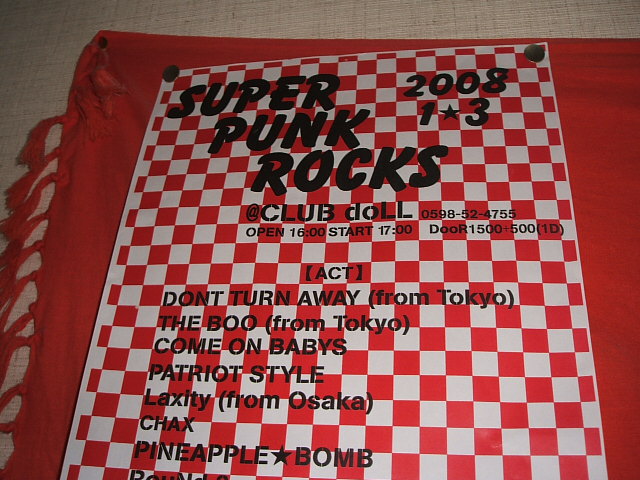 SUPER 2008
PUNK 1★3
ROCKS
@CLUB doLL 0598-52-4755
OPEN 16:00 START 17:00 DooR1500+500(1D)
【ACT】
DONT TURN AWAY (from Tokyo)
THE BOO (from Tokyo)
COME ON BABYS
PATRIOT STYLE
Laxity (from Osaka)
CHAX
PINEAPPLE★BOMB